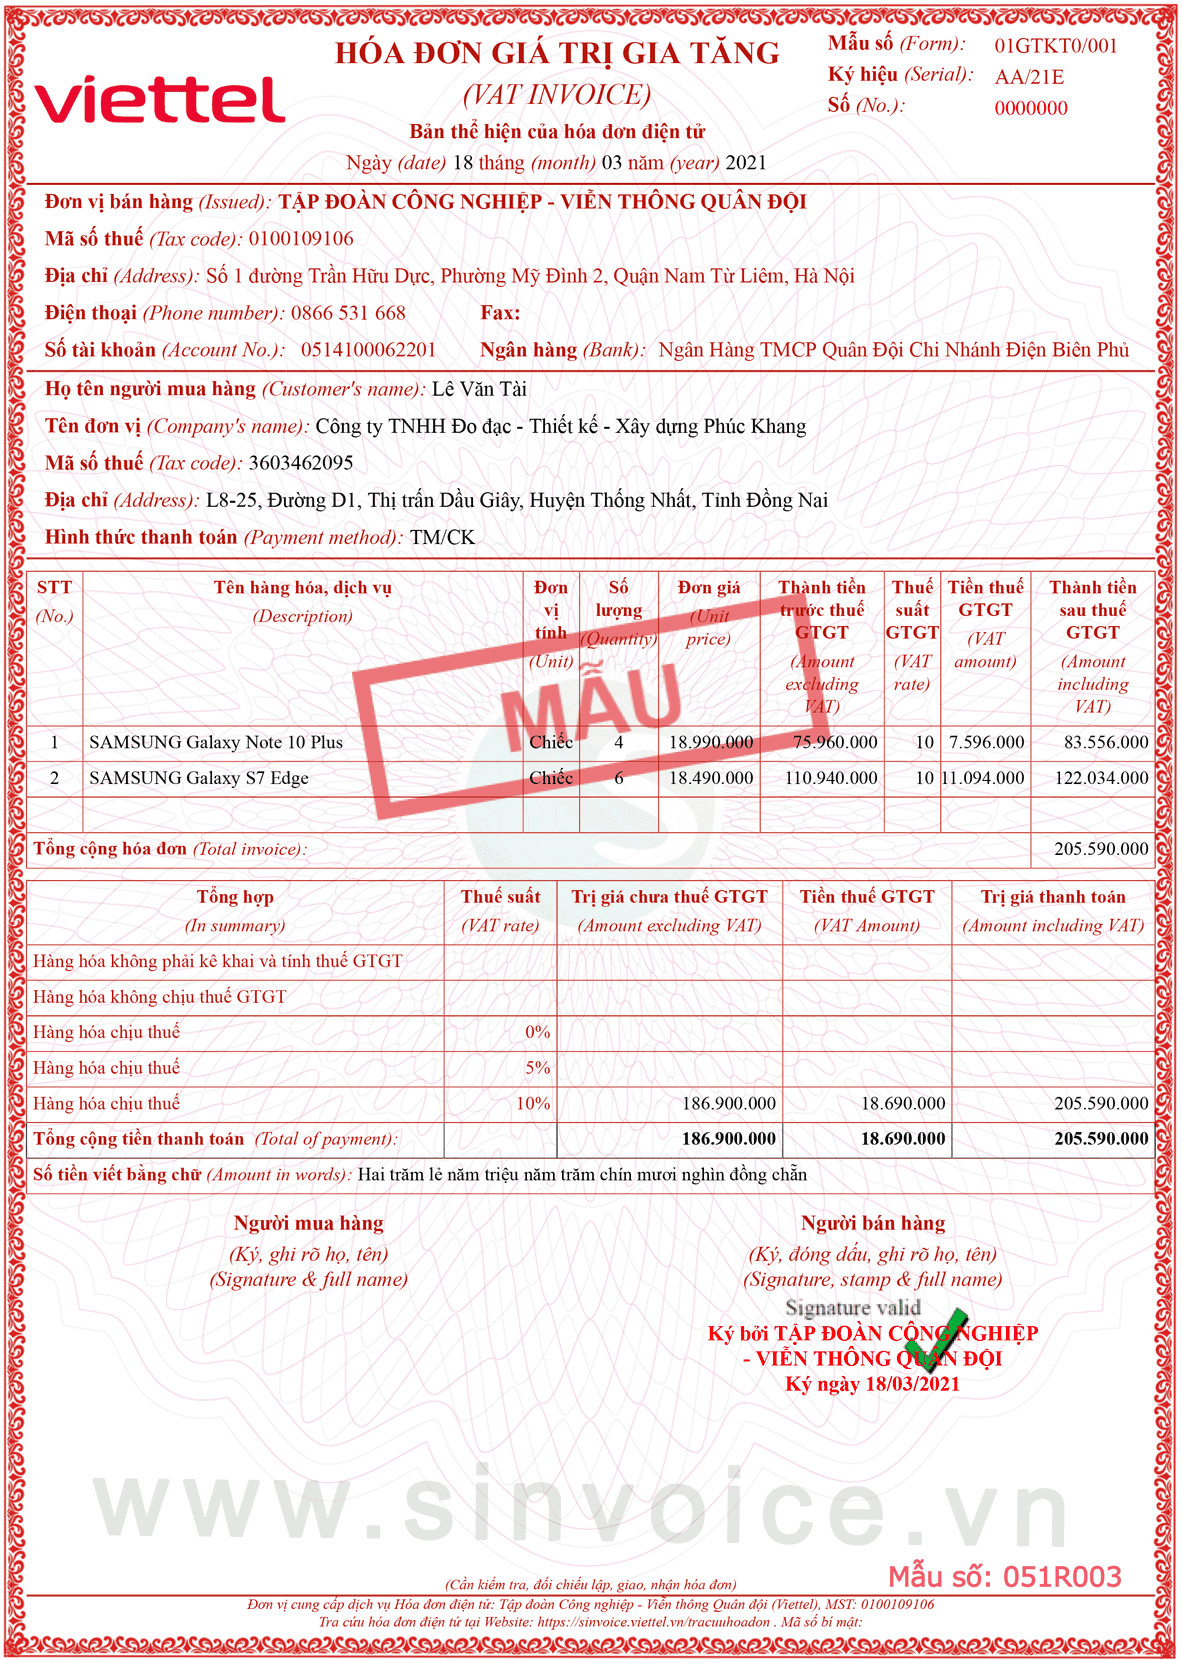 viettel
HÓA ĐƠN GIÁ TRỊ GIA TĂNG
(VAT INVOICE)
Bản thể hiện của hóa đơn điện tử
Ngày (date) 18 tháng (month) 03 năm (year) 2021
Mẫu số (Form): 01GTKT0/001
Ký hiệu (Serial): AA/21E
Số (No.): 0000000
Đơn vị bán hàng (Issued): TẬP ĐOÀN CÔNG NGHIỆP - VIỄN THÔNG QUÂN ĐỘI
Mã số thuế (Tax code): 0100109106
Địa chỉ (Address): Số 1 đường Trần Hữu Dực, Phường Mỹ Đình 2, Quận Nam Từ Liêm, Hà Nội
Điện thoại (Phone number): 0866 531 668 Fax:
Số tài khoản (Account No.): 0514100062201 Ngân hàng (Bank): Ngân Hàng TMCP Quân Đội Chi Nhánh Điện Biên Phủ
Họ tên người mua hàng (Customer's name): Lê Văn Tài
Tên đơn vị (Company's name): Công ty TNHH Đo đạc - Thiết kế - Xây dựng Phúc Khang
Mã số thuế (Tax code): 3603462095
Địa chỉ (Address): L8-25, Đường D1, Thị trấn Dầu Giây, Huyện Thống Nhất, Tỉnh Đồng Nai
Hình thức thanh toán (Payment method): TM/CK
STT (No.) Tên hàng hóa, dịch vụ (Description) Đơn vị tính (Unit) Số lượng (Quantity) Đơn giá (Unit price) Thành tiền trước thuế GTGT (Amount excluding VAT) Thuế suất GTGT (VAT rate) Tiền thuế GTGT (VAT amount) Thành tiền sau thuế GTGT (Amount including VAT)
MẪU
1 SAMSUNG Galaxy Note 10 Plus Chiếc 4 18.990.000 75.960.000 10 7.596.000 83.556.000
2 SAMSUNG Galaxy S7 Edge Chiếc 6 18.490.000 110.940.000 10 11.094.000 122.034.000
Tổng cộng hóa đơn (Total invoice): 205.590.000
Tổng hợp Thuế suất Trị giá chưa thuế GTGT Tiền thuế GTGT Trị giá thanh toán
(In summary) (VAT rate) (Amount excluding VAT) (VAT Amount) (Amount including VAT)
Hàng hóa không phải kê khai và tính thuế GTGT
Hàng hóa không chịu thuế GTGT
Hàng hóa chịu thuế 0%
Hàng hóa chịu thuế 5%
Hàng hóa chịu thuế 10% 186.900.000 18.690.000 205.590.000
Tổng cộng tiền thanh toán (Total of payment): 186.900.000 18.690.000 205.590.000
Số tiền viết bằng chữ (Amount in words): Hai trăm lẻ năm triệu năm trăm chín mươi nghìn đồng chẵn
Người mua hàng Người bán hàng
(Ký, ghi rõ họ, tên) (Ký, đóng dấu, ghi rõ họ, tên)
(Signature & full name) (Signature, stamp & full name)
Signature valid
Ký bởi TẬP ĐOÀN CÔNG NGHIỆP
- VIỄN THÔNG QUÂN ĐỘI
Ký ngày 18/03/2021
www.sinvoice.vn
Mẫu số: 051R003
(Cần kiểm tra, đối chiếu lập, giao, nhận hóa đơn)
Đơn vị cung cấp dịch vụ Hóa đơn điện tử: Tập đoàn Công nghiệp - Viễn thông Quân đội (Viettel), MST: 0100109106
Tra cứu hóa đơn điện tử tại Website: https://sinvoice.viettel.vn/tracuuhoadon . Mã số bí mật: